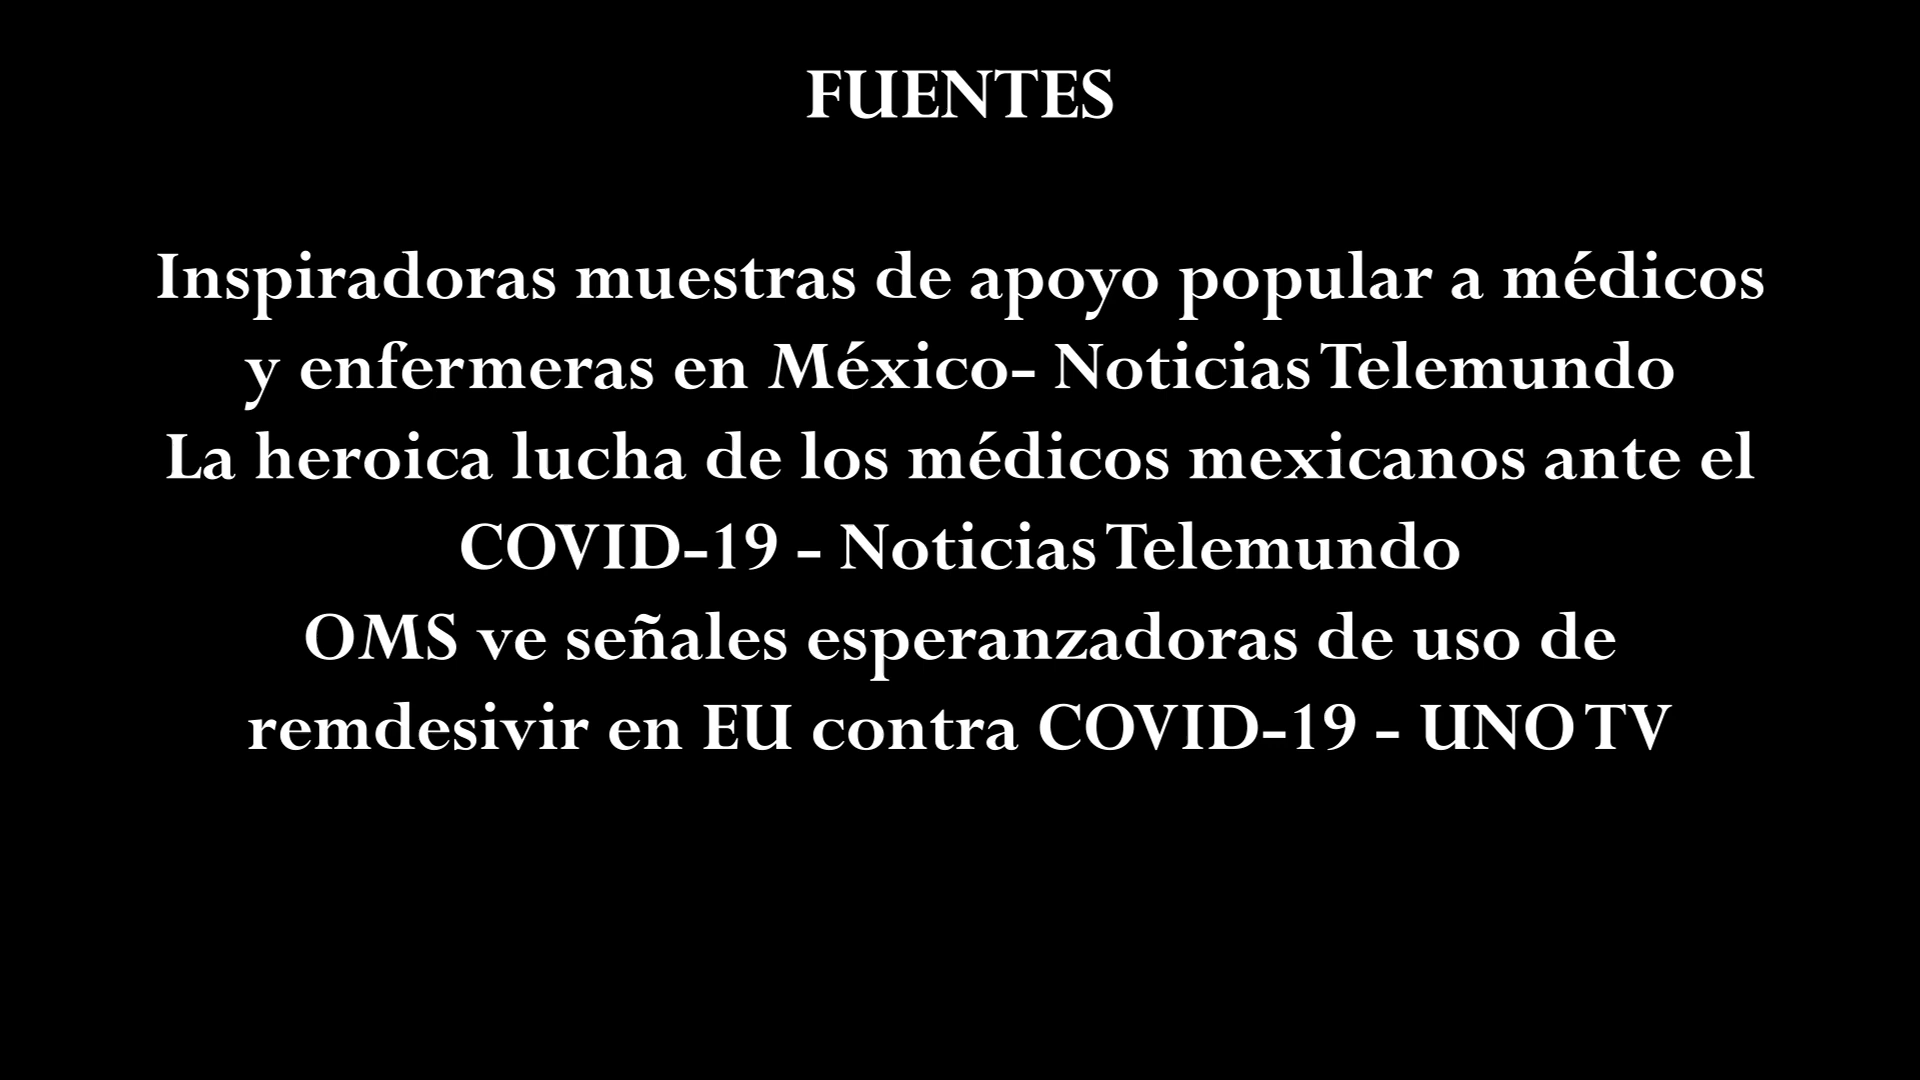 FUENTES
Inspiradoras muestras de apoyo popular a médicos
y enfermeras en México- Noticias Telemundo
La heroica lucha de los médicos mexicanos ante el
COVID-19 - Noticias Telemundo
OMS ve señales esperanzadoras de uso de
remdesivir en EU contra COVID-19 - UNO TV